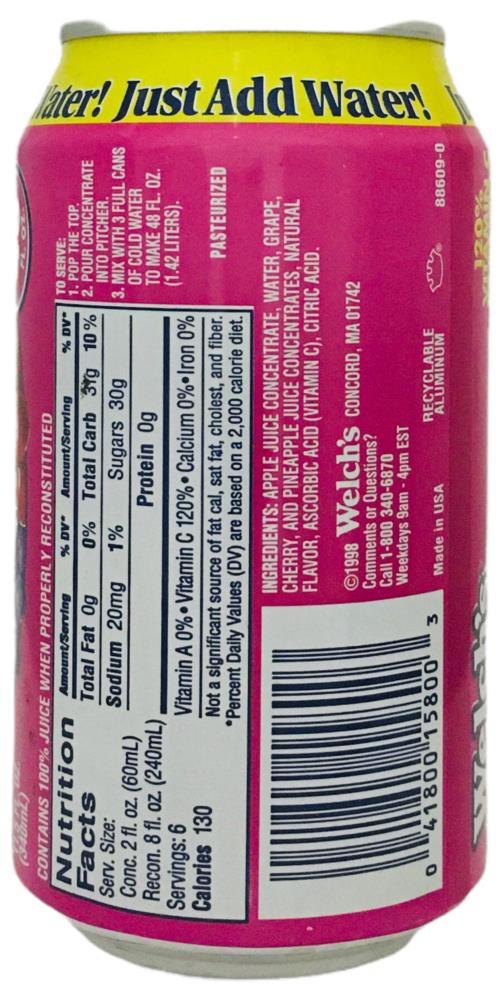 Just Add Water!
CONTAINS 100% JUICE WHEN PROPERLY RECONSTITUTED
Nutrition
Facts
Serv. Size:
Conc. 2 fl. oz. (60mL)
Recon. 8 fl. oz. (240mL)
Servings: 6
Calories 130
Amount/Serving % DV* Amount/Serving % DV*
Total Fat 0g 0% Total Carb 10%
Sodium 20mg 1% Sugars 30g
Protein 0g
Vitamin A 0% • Vitamin C 120% • Calcium 0% • Iron 0%
Not a significant source of fat cal, sat fat, cholest, and fiber.
*Percent Daily Values (DV) are based on a 2,000 calorie diet.
TO SERVE:
1. POP THE TOP.
2. POUR CONCENTRATE
INTO PITCHER.
3. MIX WITH 3 FULL CANS
OF COLD WATER
TO MAKE 48 FL. OZ.
(1.42 LITERS).
PASTEURIZED
INGREDIENTS: APPLE JUICE CONCENTRATE, WATER, GRAPE,
CHERRY, AND PINEAPPLE JUICE CONCENTRATES, NATURAL
FLAVOR, ASCORBIC ACID (VITAMIN C), CITRIC ACID.
©1998 Welch's CONCORD, MA 01742
Comments or Questions?
Call 1-800 340-6870
Weekdays 9am - 4pm EST
Made in USA
RECYCLABLE
ALUMINUM
88609-0
0 41800 15800 3
120%